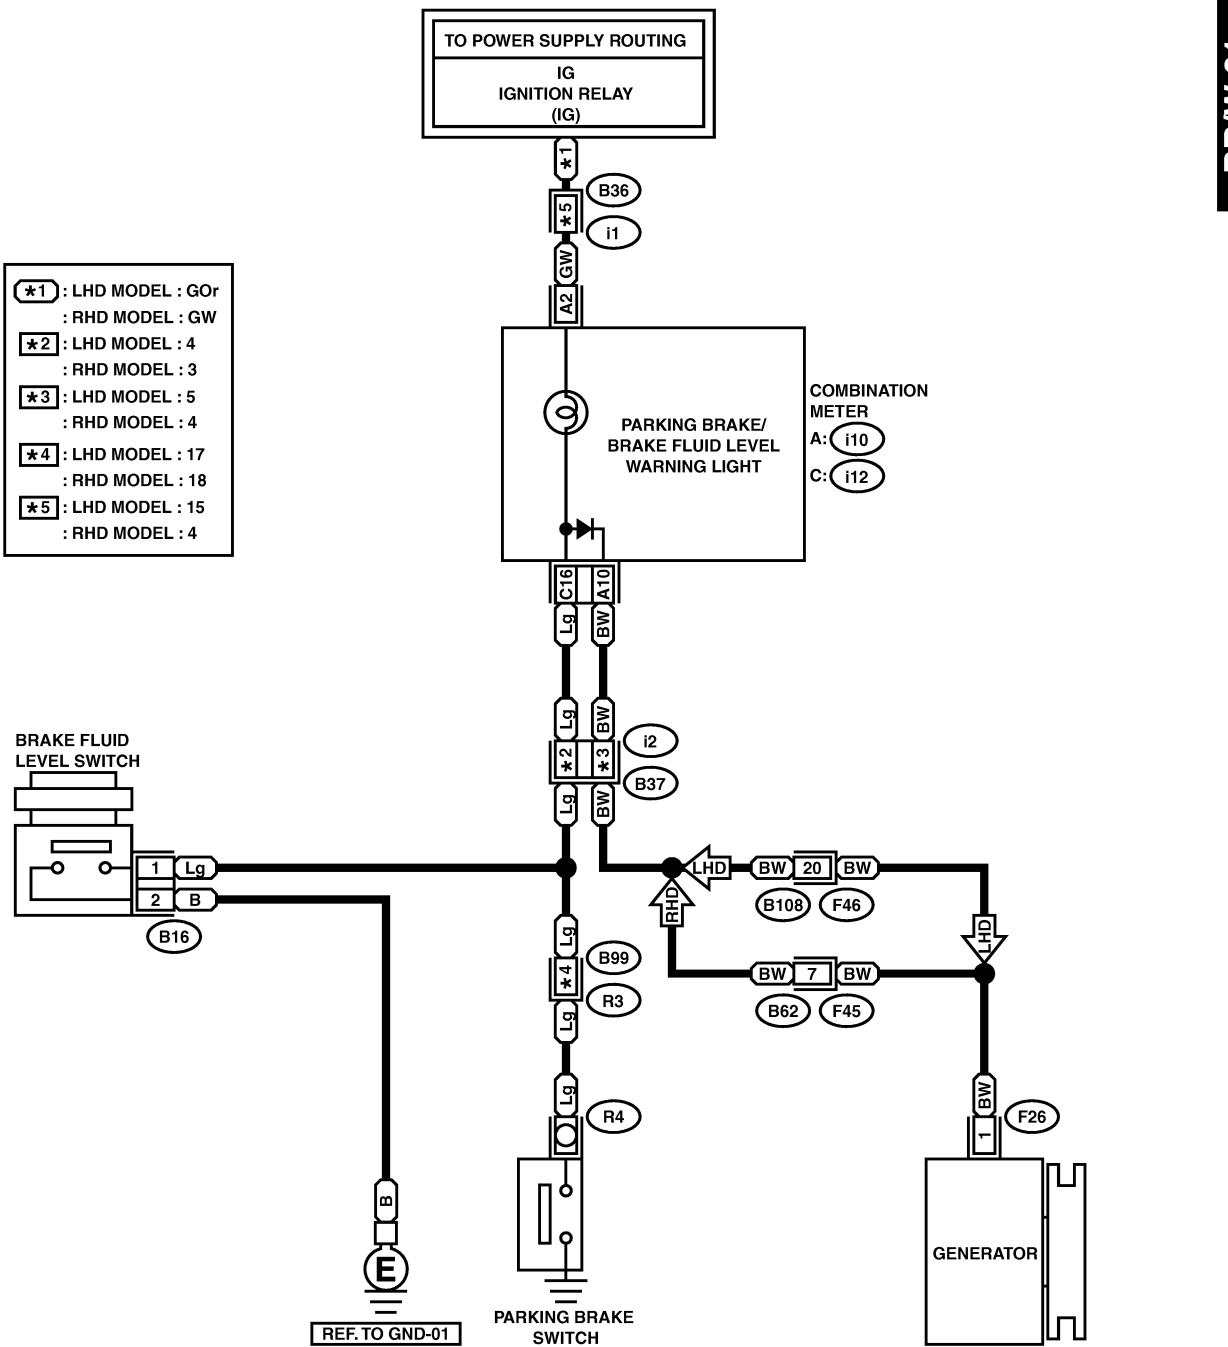 TO POWER SUPPLY ROUTING
IG
IGNITION RELAY
(IG)
*1
B36
*5
i1
GW
A2
*1 : LHD MODEL : GOr
: RHD MODEL : GW
*2 : LHD MODEL : 4
: RHD MODEL : 3
*3 : LHD MODEL : 5
: RHD MODEL : 4
*4 : LHD MODEL : 17
: RHD MODEL : 18
*5 : LHD MODEL : 15
: RHD MODEL : 4
PARKING BRAKE/
BRAKE FLUID LEVEL
WARNING LIGHT
COMBINATION
METER
A: i10
C: i12
C16 A10
Lg BW
Lg BW
i2
*2 *3
B37
Lg BW
BRAKE FLUID
LEVEL SWITCH
1 Lg
2 B
B16
LHD BW 20 BW
B108 F46
RHD
LHD
BW 7 BW
B62 F45
Lg
B99
*4
R3
Lg
Lg
R4
BW
F26
1
B
E
REF. TO GND-01
PARKING BRAKE
SWITCH
GENERATOR